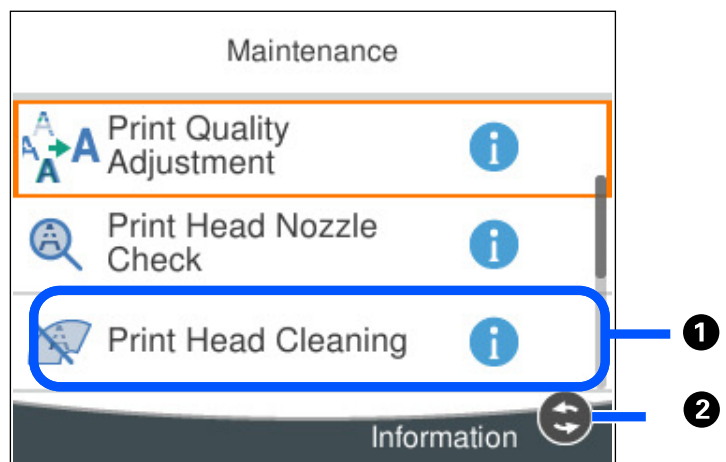 Maintenance
Print Quality
Adjustment
Print Head Nozzle
Check
Print Head Cleaning
1
2
Information